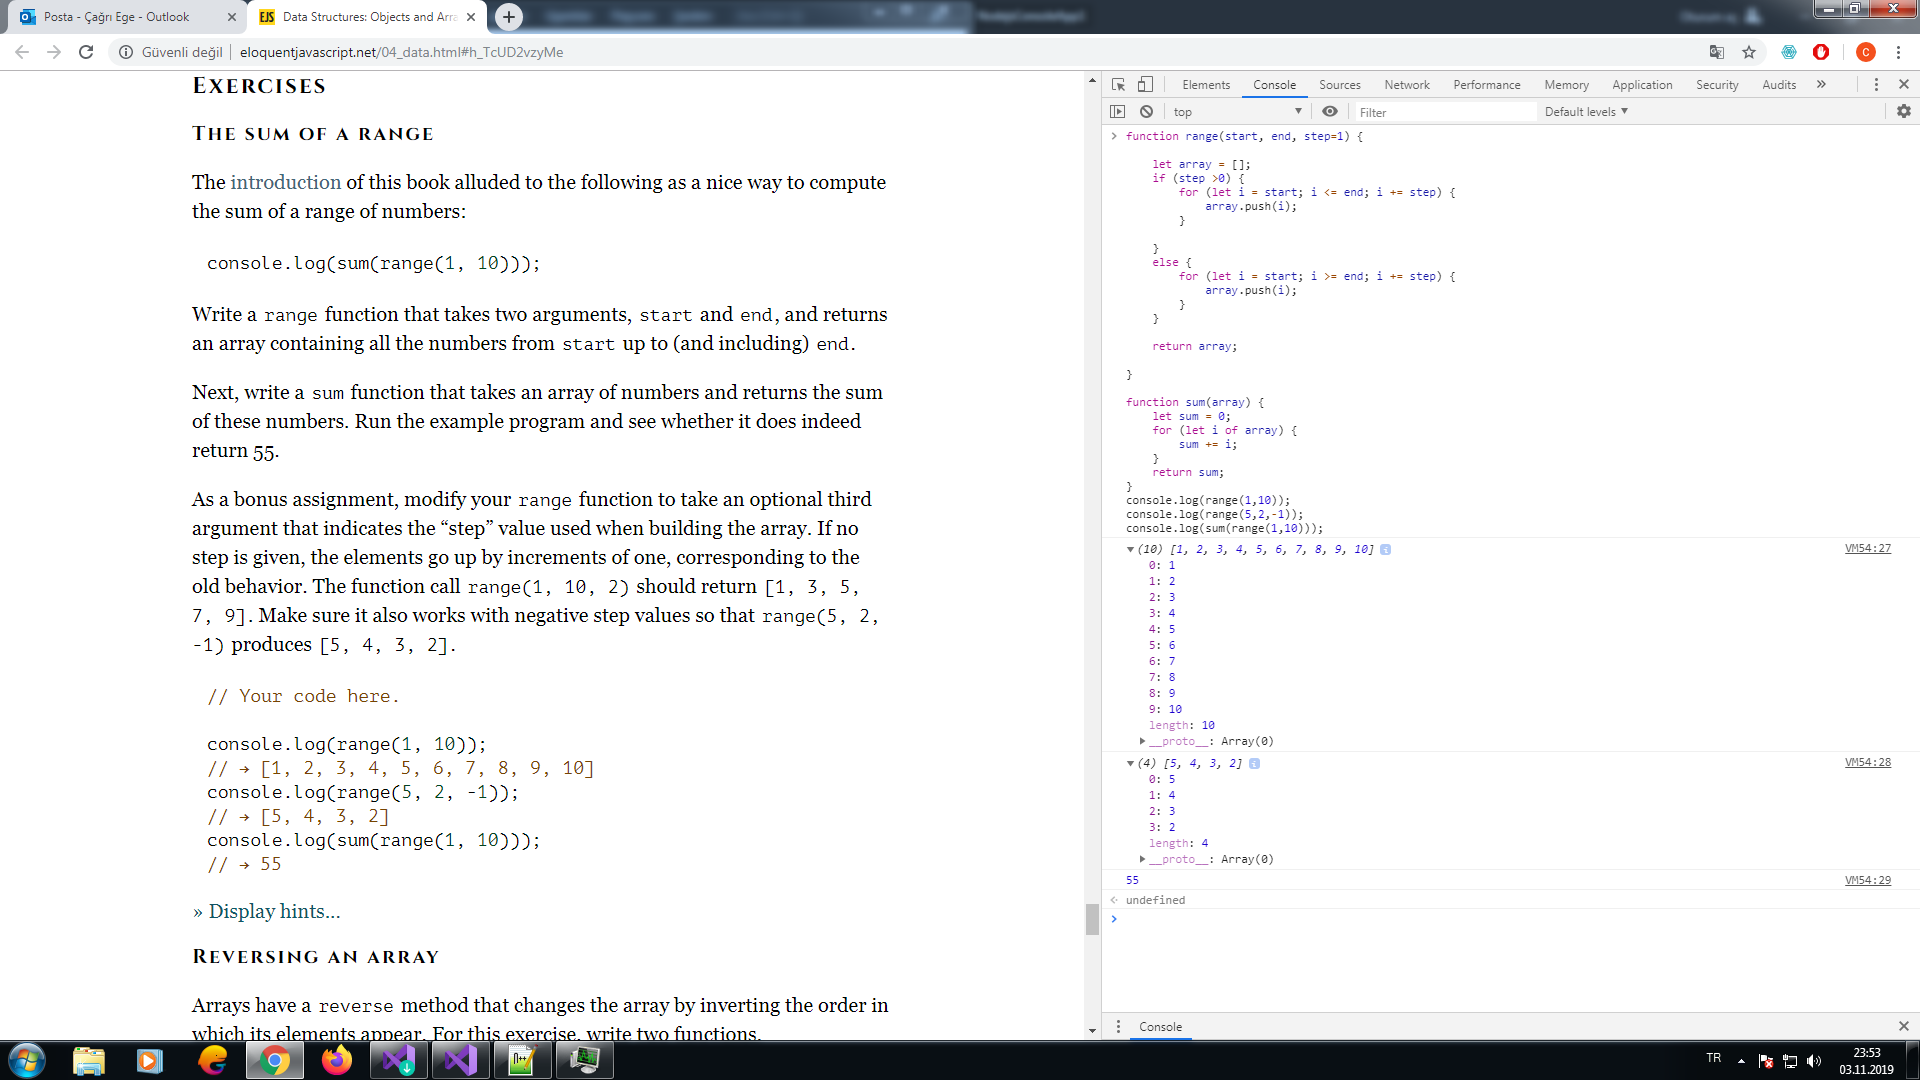 Posta - Çağrı Ege - Outlook
EJS Data Structures: Objects and Arra
Güvenli değil | eloquentjavascript.net/04_data.html#h_TcUD2vzyMe
C
Exercises
The sum of a range
The introduction of this book alluded to the following as a nice way to compute
the sum of a range of numbers:
console.log(sum(range(1, 10)));
Write a range function that takes two arguments, start and end, and returns
an array containing all the numbers from start up to (and including) end.
Next, write a sum function that takes an array of numbers and returns the sum
of these numbers. Run the example program and see whether it does indeed
return 55.
As a bonus assignment, modify your range function to take an optional third
argument that indicates the “step” value used when building the array. If no
step is given, the elements go up by increments of one, corresponding to the
old behavior. The function call range(1, 10, 2) should return [1, 3, 5,
7, 9]. Make sure it also works with negative step values so that range(5, 2,
-1) produces [5, 4, 3, 2].
// Your code here.
console.log(range(1, 10));
// → [1, 2, 3, 4, 5, 6, 7, 8, 9, 10]
console.log(range(5, 2, -1));
// → [5, 4, 3, 2]
console.log(sum(range(1, 10)));
// → 55
» Display hints...
Reversing an array
Arrays have a reverse method that changes the array by inverting the order in
which its elements appear. For this exercise, write two functions,
Elements Console Sources Network Performance Memory Application Security Audits »
top Filter Default levels
function range(start, end, step=1) {
let array = [];
if (step >0) {
for (let i = start; i <= end; i += step) {
array.push(i);
}
}
else {
for (let i = start; i >= end; i += step) {
array.push(i);
}
}
return array;
}
function sum(array) {
let sum = 0;
for (let i of array) {
sum += i;
}
return sum;
}
console.log(range(1,10));
console.log(range(5,2,-1));
console.log(sum(range(1,10)));
(10) [1, 2, 3, 4, 5, 6, 7, 8, 9, 10] VM54:27
0: 1
1: 2
2: 3
3: 4
4: 5
5: 6
6: 7
7: 8
8: 9
9: 10
length: 10
__proto__: Array(0)
(4) [5, 4, 3, 2] VM54:28
0: 5
1: 4
2: 3
3: 2
length: 4
__proto__: Array(0)
55 VM54:29
undefined
Console
TR
23:53
03.11.2019